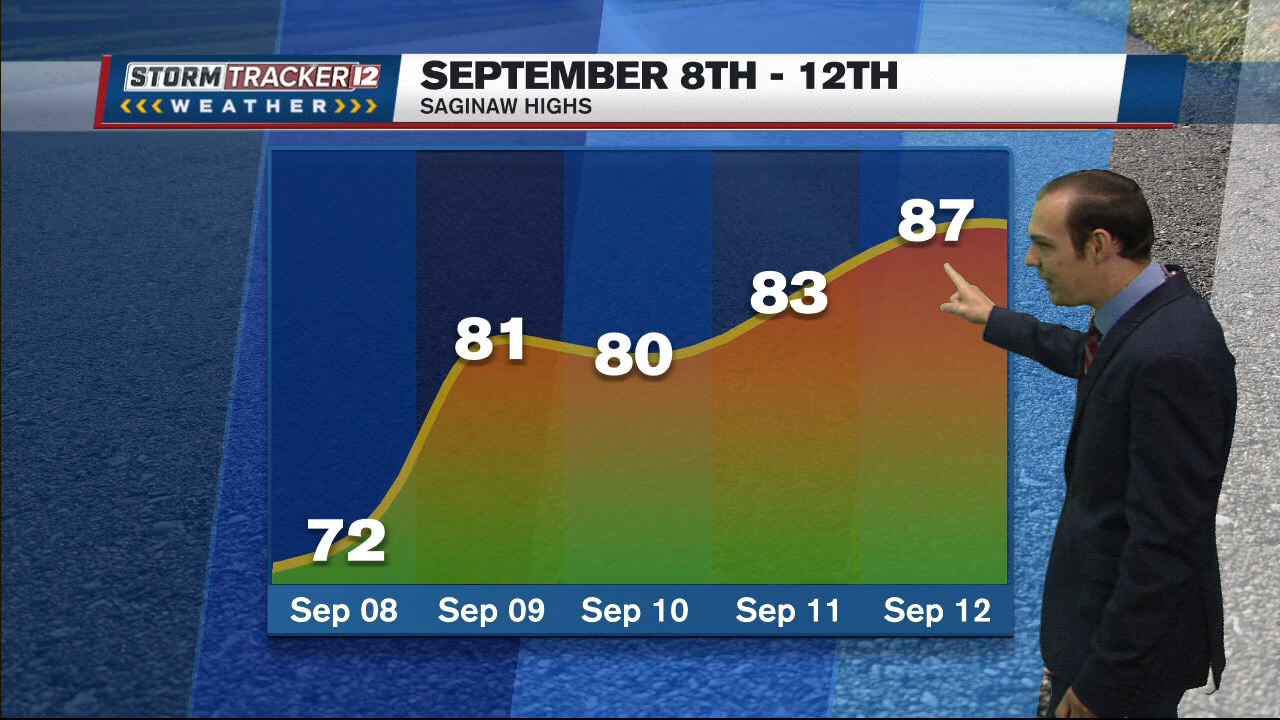 STORMTRACKER12
WEATHER
SEPTEMBER 8TH - 12TH
SAGINAW HIGHS
72
81
80
83
87
Sep 08
Sep 09
Sep 10
Sep 11
Sep 12